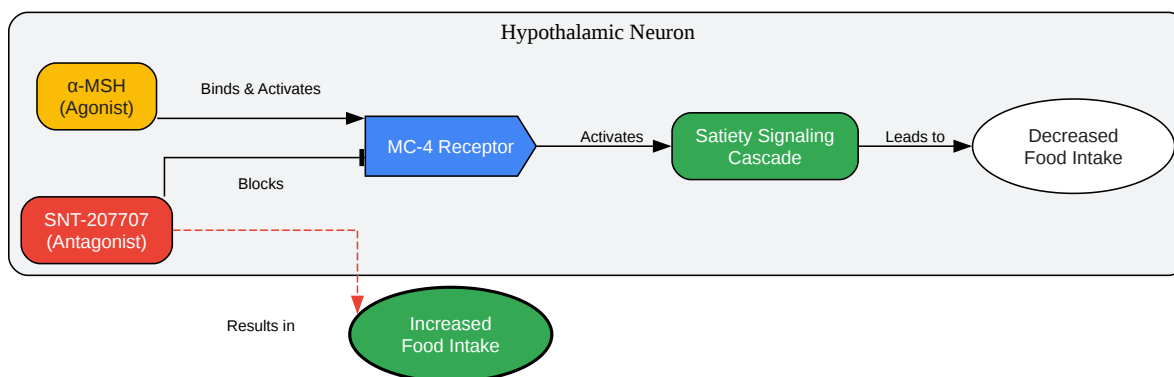 Hypothalamic Neuron
α-MSH
(Agonist)
Binds & Activates
MC-4 Receptor
Activates
Satiety Signaling
Cascade
Leads to
Decreased
Food Intake
Blocks
SNT-207707
(Antagonist)
Results in
Increased
Food Intake